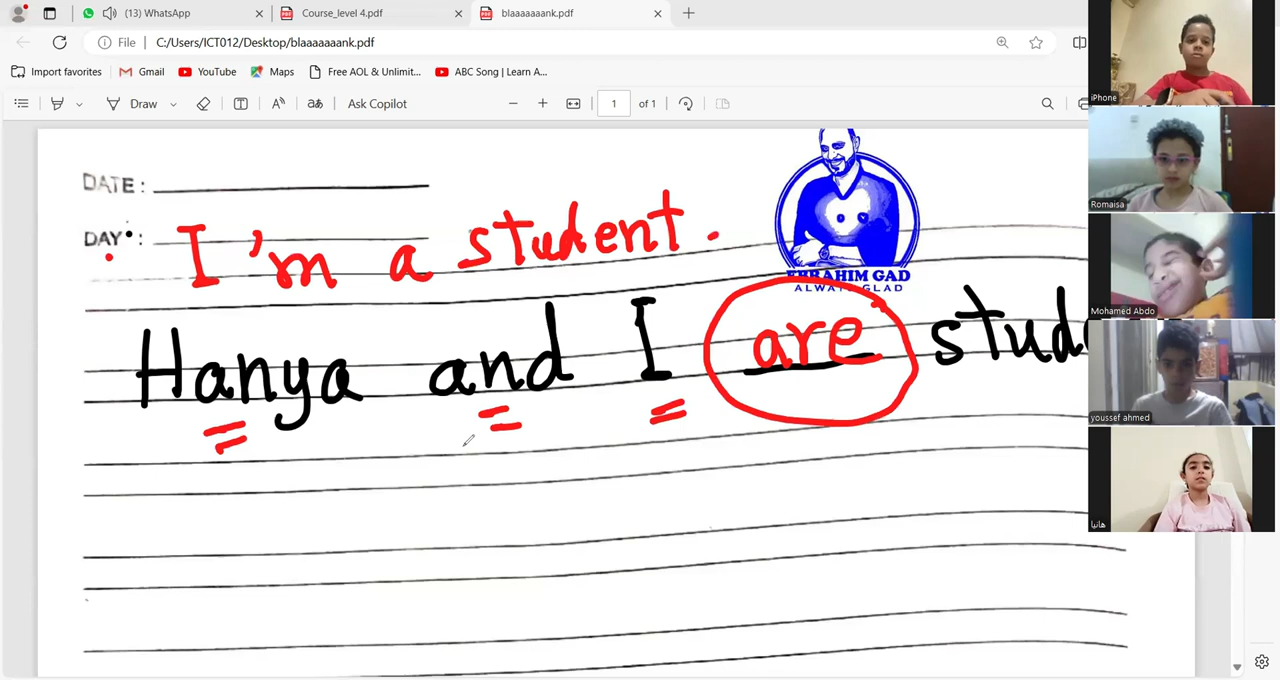 (13) WhatsApp
Course_level 4.pdf
blaaaaaaank.pdf
File
C:/Users/ICT012/Desktop/blaaaaaaank.pdf
Import favorites
Gmail
YouTube
Maps
Free AOL & Unlimit...
ABC Song | Learn A...
Draw
Ask Copilot
1 of 1
iPhone
Romaisa
Mohamed Abdo
youssef ahmed
هانيا
DATE :
DAY :
EBRAHIM GAD
ALWAYS GLAD
I'm a student.
Hanya and I are stude